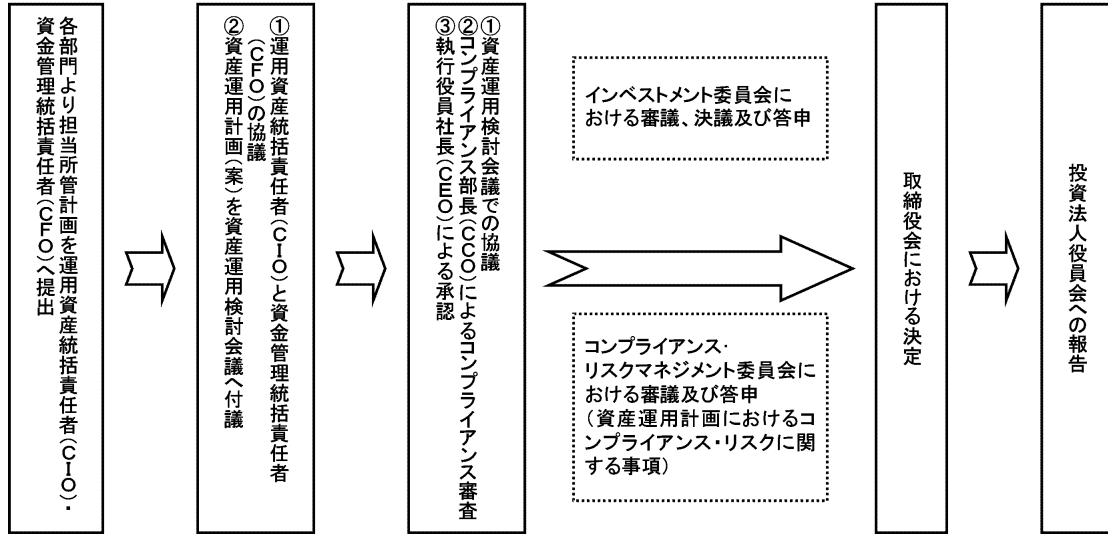 各部門より担当所管計画を運用資産統括責任者(CIO)・
資金管理統括責任者(CFO)へ提出
①運用資産統括責任者(CIO)と資金管理統括責任者
(CFO)の協議
②資産運用計画(案)を資産運用検討会議へ付議
①資産運用検討会議での協議
②コンプライアンス部長(CCO)によるコンプライアンス審査
③執行役員社長(CEO)による承認
インベストメント委員会に
おける審議、決議及び答申
コンプライアンス・
リスクマネジメント委員会に
おける審議及び答申
(資産運用計画におけるコ
ンプライアンス・リスクに関
する事項)
取締役会における決定
投資法人役員会への報告